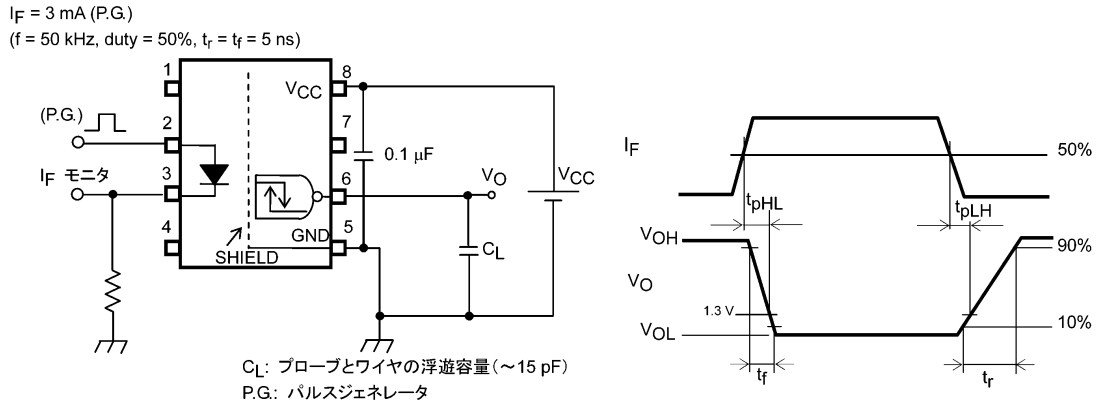 IF = 3 mA (P.G.)
(f = 50 kHz, duty = 50%, tr = tf = 5 ns)
1
8
VCC
(P.G.)
2
7
IF モニタ
3
0.1 μF
6
VO
VCC
4
GND
5
SHIELD
CL
CL: プローブとワイヤの浮遊容量(~15 pF)
P.G.: パルスジェネレータ
IF
50%
tpHL
tpLH
VOH
90%
VO
1.3 V
VOL
10%
tf
tr